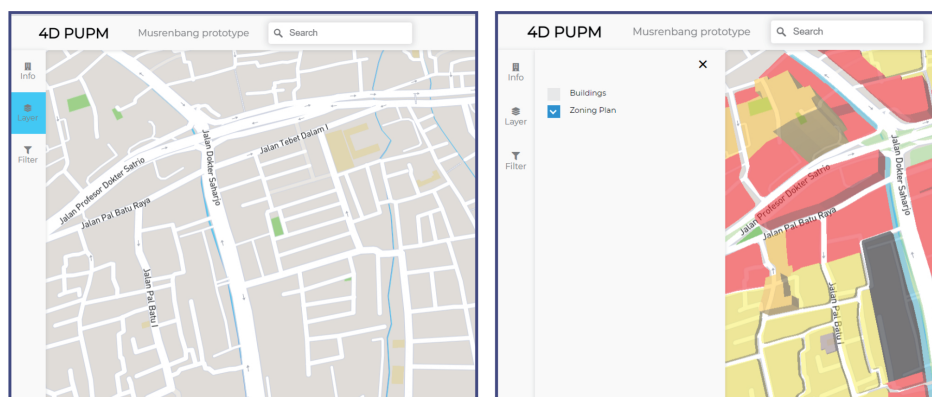 4D PUPM Musrenbang prototype Search
Info
Layer
Filter
Jalan Dokter Saharjo
Jalan Tebet Dalam I
Jalan Profesor Dokter Satrio
Jalan Pal Batu Raya
Jalan Pal Batu I
4D PUPM Musrenbang prototype Search
Info
Layer
Filter
Buildings
Zoning Plan
Jalan Dokter Saharjo
Jalan Profesor Dokter Satrio
Jalan Pal Batu Raya
Jalan Pal Batu I